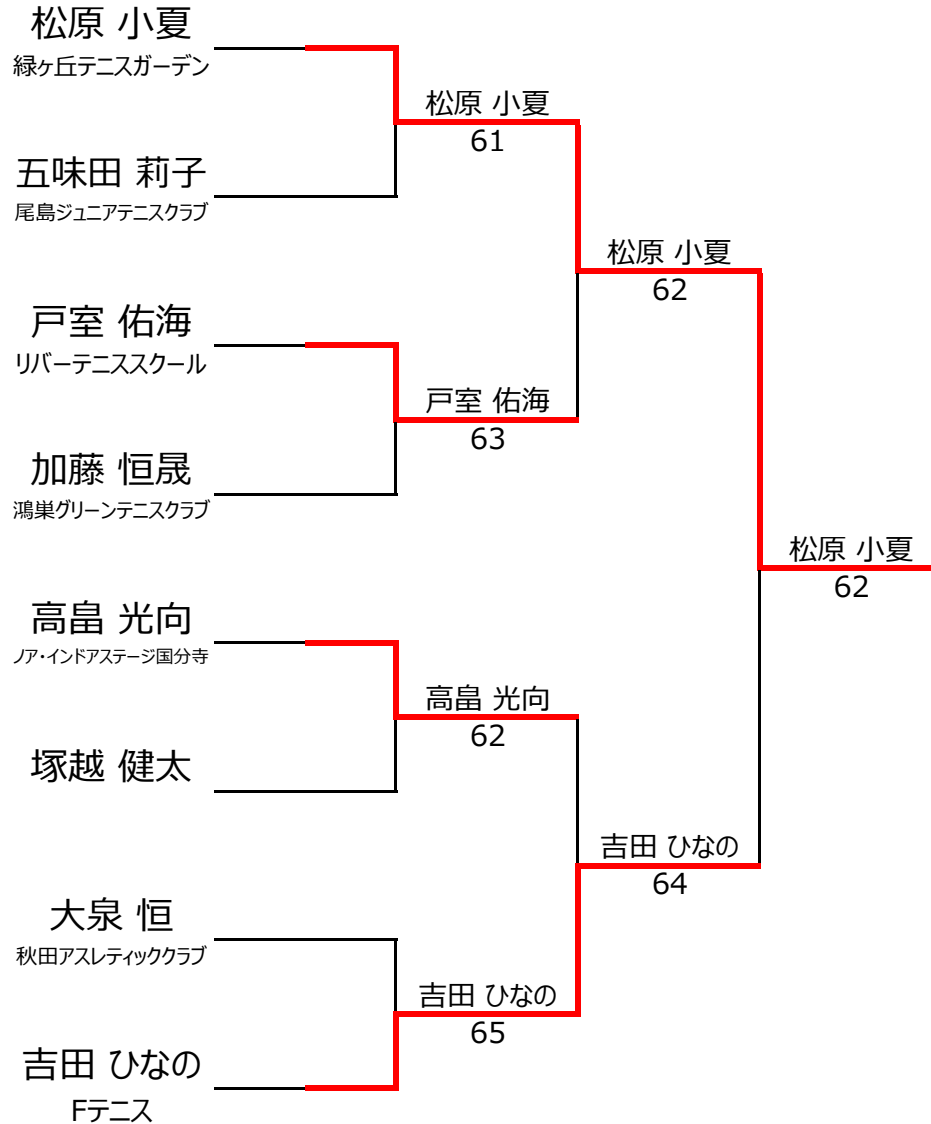 松原 小夏
緑ヶ丘テニスガーデン
五味田 莉子
尾島ジュニアテニスクラブ
戸室 佑海
リバーテニススクール
加藤 恒晟
鴻巣グリーンテニスクラブ
高畠 光向
ノア・インドアステージ国分寺
塚越 健太
大泉 恒
秋田アスレティッククラブ
吉田 ひなの
Fテニス
松原 小夏
61
戸室 佑海
63
高畠 光向
62
吉田 ひなの
65
松原 小夏
62
吉田 ひなの
64
松原 小夏
62